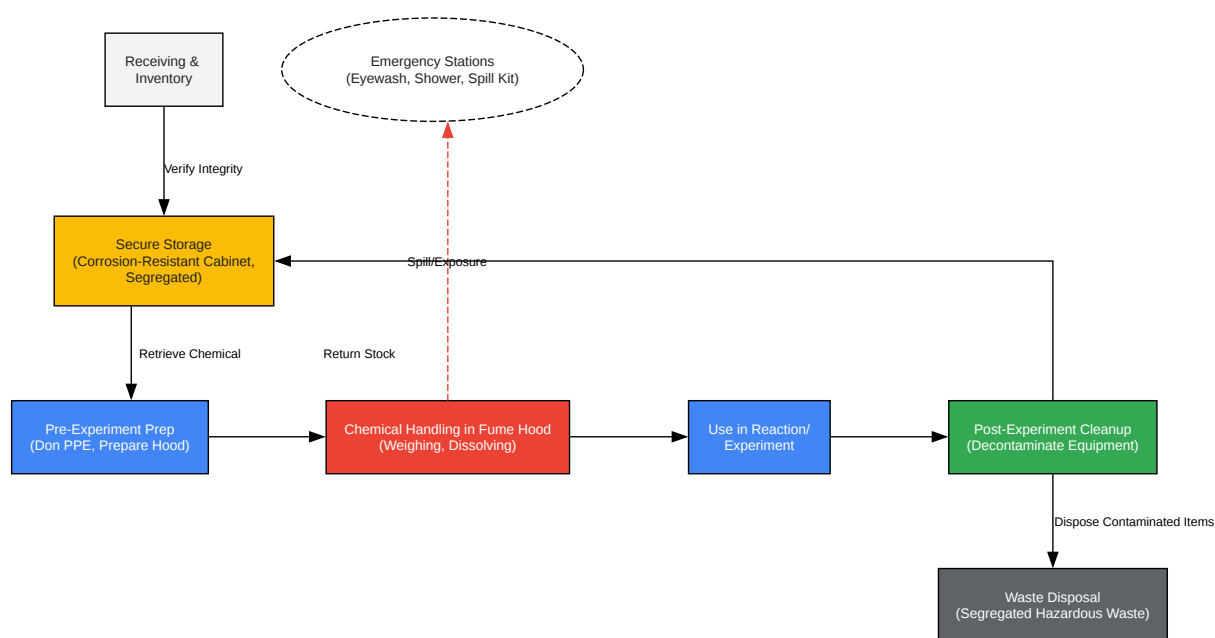 Receiving &
Inventory
Emergency Stations
(Eyewash, Shower, Spill Kit)
Verify Integrity
Secure Storage
(Corrosion-Resistant Cabinet,
Segregated)
Spill/Exposure
Retrieve Chemical
Return Stock
Pre-Experiment Prep
(Don PPE, Prepare Hood)
Chemical Handling in Fume Hood
(Weighing, Dissolving)
Use in Reaction/
Experiment
Post-Experiment Cleanup
(Decontaminate Equipment)
Dispose Contaminated Items
Waste Disposal
(Segregated Hazardous Waste)